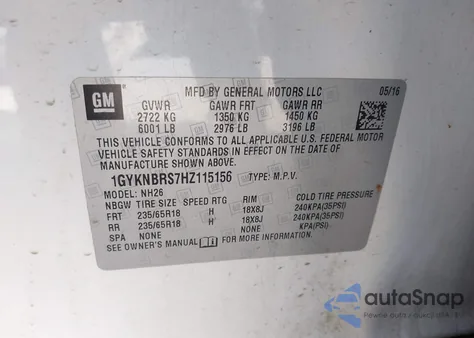 GM
MFD BY GENERAL MOTORS LLC 05/16
GVWR GAWR FRT GAWR RR
2722 KG 1350 KG 1450 KG
6001 LB 2976 LB 3196 LB
THIS VEHICLE CONFORMS TO ALL APPLICABLE U.S. FEDERAL MOTOR
VEHICLE SAFETY STANDARDS IN EFFECT ON THE DATE OF
MANUFACTURE SHOWN ABOVE.
1GYKNBRS7HZ115156 TYPE: M.P.V.
MODEL: NH26
NBGW TIRE SIZE SPEED RTG RIM COLD TIRE PRESSURE
FRT 235/65R18 H 18X8J 240KPA(35PSI)
RR 235/65R18 H 18X8J 240KPA(35PSI)
SPA NONE NONE KPA(PSI)
SEE OWNER'S MANUAL FOR MORE INFORMATION.
autoSnap
Pewne auto z USA